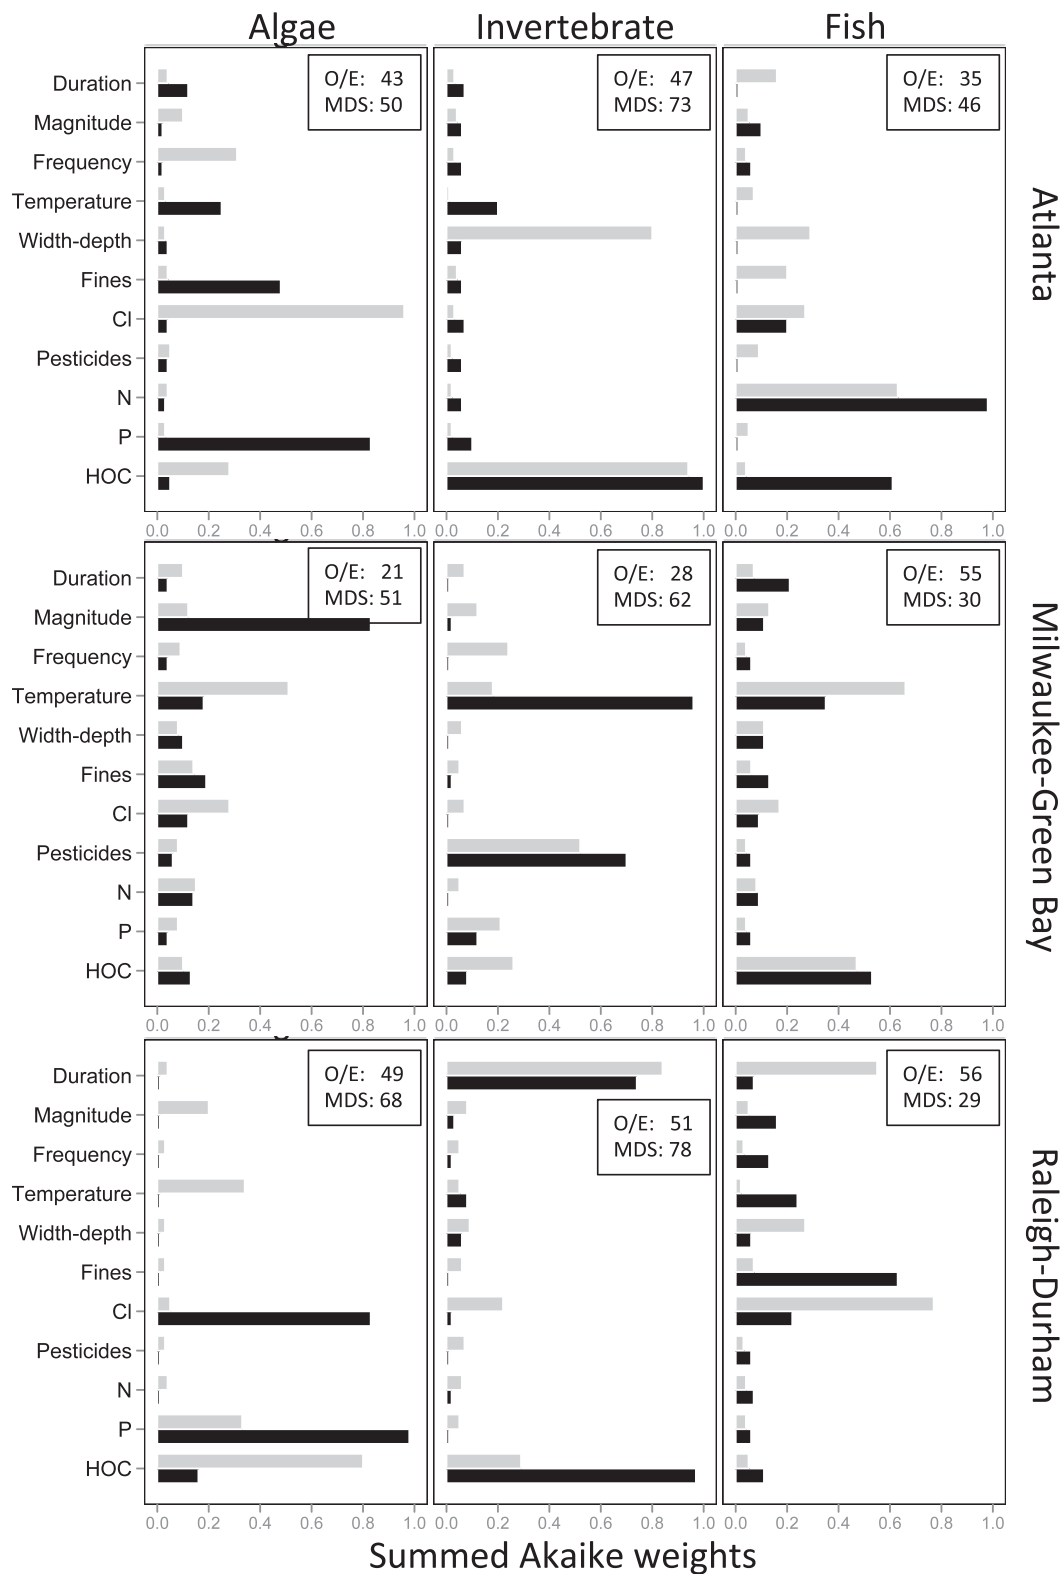 Algae Invertebrate Fish
Duration
Magnitude
Frequency
Temperature
Width-depth
Fines
Cl
Pesticides
N
P
HOC
O/E: 43
MDS: 50
O/E: 47
MDS: 73
O/E: 35
MDS: 46
Atlanta
0.0 0.2 0.4 0.6 0.8 1.0 0.0 0.2 0.4 0.6 0.8 1.0 0.0 0.2 0.4 0.6 0.8 1.0
Duration
Magnitude
Frequency
Temperature
Width-depth
Fines
Cl
Pesticides
N
P
HOC
O/E: 21
MDS: 51
O/E: 28
MDS: 62
O/E: 55
MDS: 30
Milwaukee-Green Bay
0.0 0.2 0.4 0.6 0.8 1.0 0.0 0.2 0.4 0.6 0.8 1.0 0.0 0.2 0.4 0.6 0.8 1.0
Duration
Magnitude
Frequency
Temperature
Width-depth
Fines
Cl
Pesticides
N
P
HOC
O/E: 49
MDS: 68
O/E: 51
MDS: 78
O/E: 56
MDS: 29
Raleigh-Durham
0.0 0.2 0.4 0.6 0.8 1.0 0.0 0.2 0.4 0.6 0.8 1.0 0.0 0.2 0.4 0.6 0.8 1.0
Summed Akaike weights